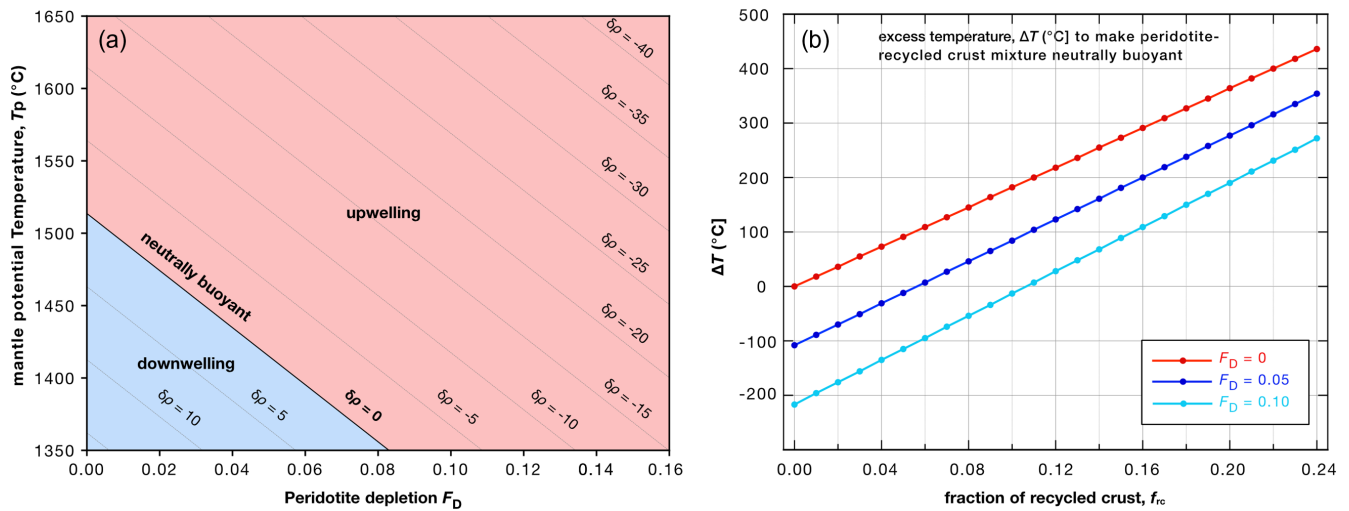 (a)
mantle potential Temperature, Tp (°C)
1650
1600
1550
1500
1450
1400
1350
δρ = -40
δρ = -35
δρ = -30
δρ = -25
δρ = -20
δρ = -15
δρ = -10
δρ = -5
δρ = 0
δρ = 5
δρ = 10
upwelling
neutrally buoyant
downwelling
0.00 0.02 0.04 0.06 0.08 0.10 0.12 0.14 0.16
Peridotite depletion FD
(b)
excess temperature, ΔT (°C] to make peridotite-
recycled crust mixture neutrally buoyant
ΔT (°C]
500
400
300
200
100
0
-100
-200
FD = 0
FD = 0.05
FD = 0.10
0.00 0.04 0.08 0.12 0.16 0.20 0.24
fraction of recycled crust, frc